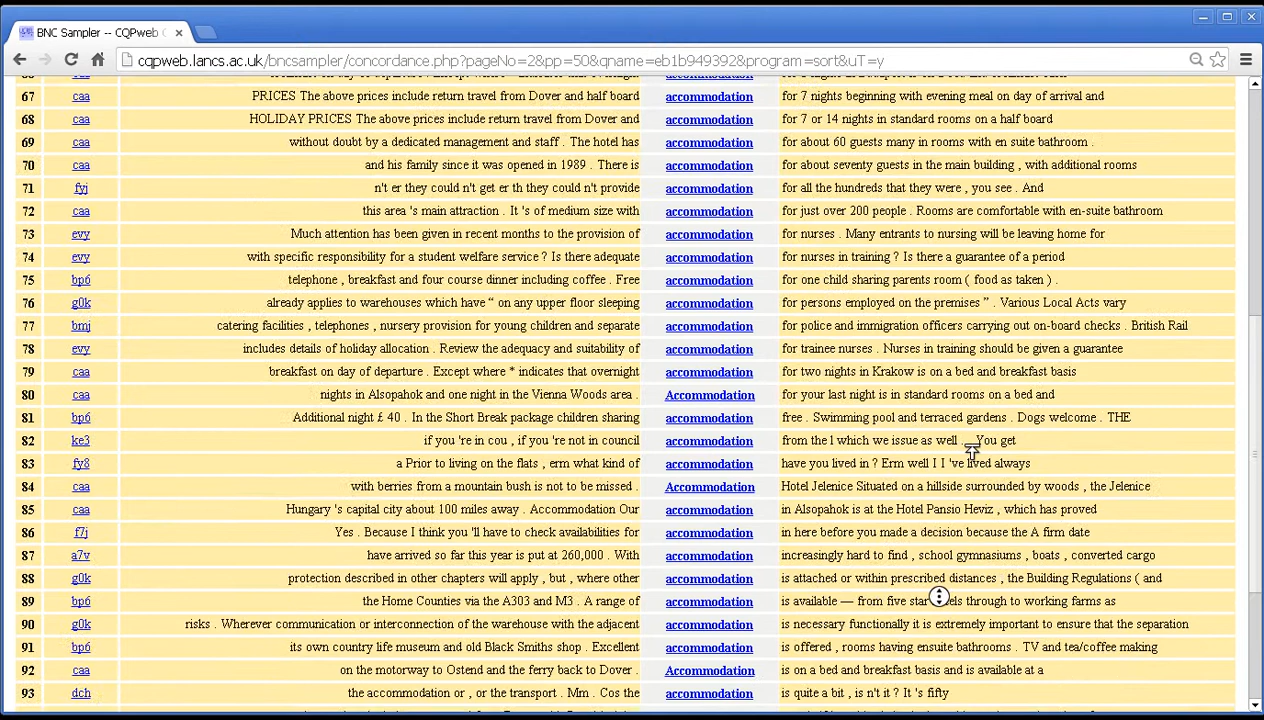 BNC Sampler -- CQPweb C
cqpweb.lancs.ac.uk/bncsampler/concordance.php?pageNo=2&pp=50&qname=eb1b949392&program=sort&uT=y
67 caa PRICES The above prices include return travel from Dover and half board accommodation for 7 nights beginning with evening meal on day of arrival and
68 caa HOLIDAY PRICES The above prices include return travel from Dover and accommodation for 7 or 14 nights in standard rooms on a half board
69 caa without doubt by a dedicated management and staff . The hotel has accommodation for about 60 guests many in rooms with en suite bathroom .
70 caa and his family since it was opened in 1989 . There is accommodation for about seventy guests in the main building , with additional rooms
71 fyj n't er they could n't get er th they could n't provide accommodation for all the hundreds that they were , you see . And
72 caa this area 's main attraction . It 's of medium size with accommodation for just over 200 people . Rooms are comfortable with en-suite bathroom
73 evy Much attention has been given in recent months to the provision of accommodation for nurses . Many entrants to nursing will be leaving home for
74 evy with specific responsibility for a student welfare service ? Is there adequate accommodation for nurses in training ? Is there a guarantee of a period
75 bp6 telephone , breakfast and four course dinner including coffee . Free accommodation for one child sharing parents room ( food as taken ) .
76 g0k already applies to warehouses which have “ on any upper floor sleeping accommodation for persons employed on the premises ” . Various Local Acts vary
77 bmj catering facilities , telephones , nursery provision for young children and separate accommodation for police and immigration officers carrying out on-board checks . British Rail
78 evy includes details of holiday allocation . Review the adequacy and suitability of accommodation for trainee nurses . Nurses in training should be given a guarantee
79 caa breakfast on day of departure . Except where * indicates that overnight accommodation for two nights in Krakow is on a bed and breakfast basis
80 caa nights in Alsopahok and one night in the Vienna Woods area . Accommodation for your last night is in standard rooms on a bed and
81 bp6 Additional night £ 40 . In the Short Break package children sharing accommodation free . Swimming pool and terraced gardens . Dogs welcome . THE
82 ke3 if you 're in cou , if you 're not in council accommodation from the l which we issue as well . You get
83 fy8 a Prior to living on the flats , erm what kind of accommodation have you lived in ? Erm well I I 've lived always
84 caa with berries from a mountain bush is not to be missed . Accommodation Hotel Jelenice Situated on a hillside surrounded by woods , the Jelenice
85 caa Hungary 's capital city about 100 miles away . Accommodation Our accommodation in Alsopahok is at the Hotel Pansio Heviz , which has proved
86 f7j Yes . Because I think you 'll have to check availabilities for accommodation in here before you made a decision because the A firm date
87 a7v have arrived so far this year is put at 260,000 . With accommodation increasingly hard to find , school gymnasiums , boats , converted cargo
88 g0k protection described in other chapters will apply , but , where other accommodation is attached or within prescribed distances , the Building Regulations ( and
89 bp6 the Home Counties via the A303 and M3 . A range of accommodation is available — from five star through to working farms as
90 g0k risks . Wherever communication or interconnection of the warehouse with the adjacent accommodation is necessary functionally it is extremely important to ensure that the separation
91 bp6 its own country life museum and old Black Smiths shop . Excellent accommodation is offered , rooms having ensuite bathrooms . TV and tea/coffee making
92 caa on the motorway to Ostend and the ferry back to Dover . Accommodation is on a bed and breakfast basis and is available at a
93 dch the accommodation or , or the transport . Mm . Cos the accommodation is quite a bit , is n't it ? It 's fifty